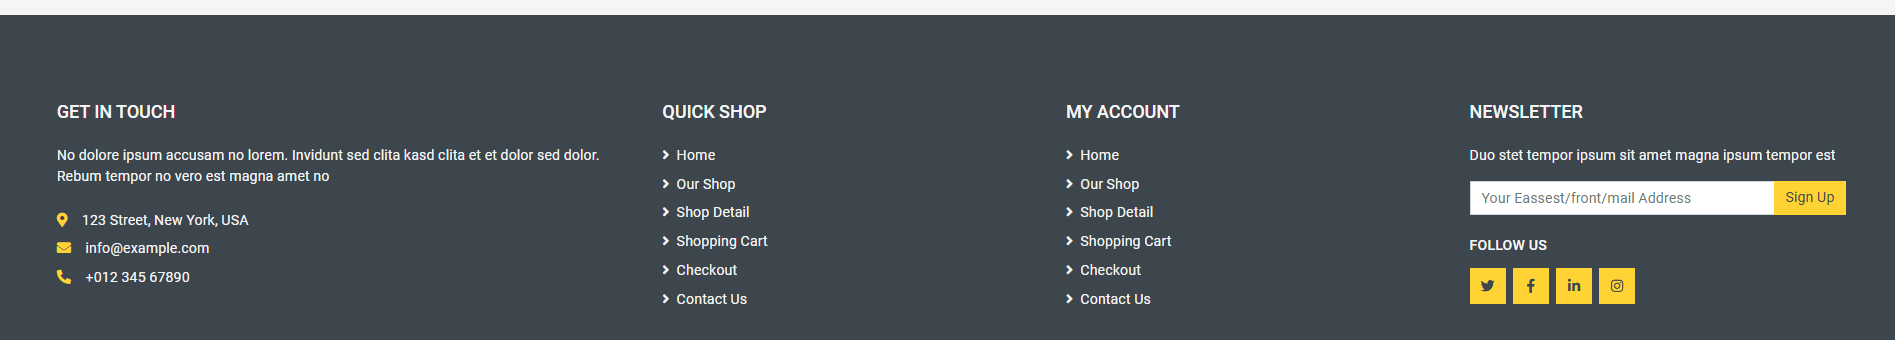 GET IN TOUCH
No dolore ipsum accusam no lorem. Invidunt sed clita kasd clita et et dolor sed dolor.
Rebum tempor no vero est magna amet no
123 Street, New York, USA
info@example.com
+012 345 67890
QUICK SHOP
Home
Our Shop
Shop Detail
Shopping Cart
Checkout
Contact Us
MY ACCOUNT
Home
Our Shop
Shop Detail
Shopping Cart
Checkout
Contact Us
NEWSLETTER
Duo stet tempor ipsum sit amet magna ipsum tempor est
Your Eassest/front/mail Address
Sign Up
FOLLOW US